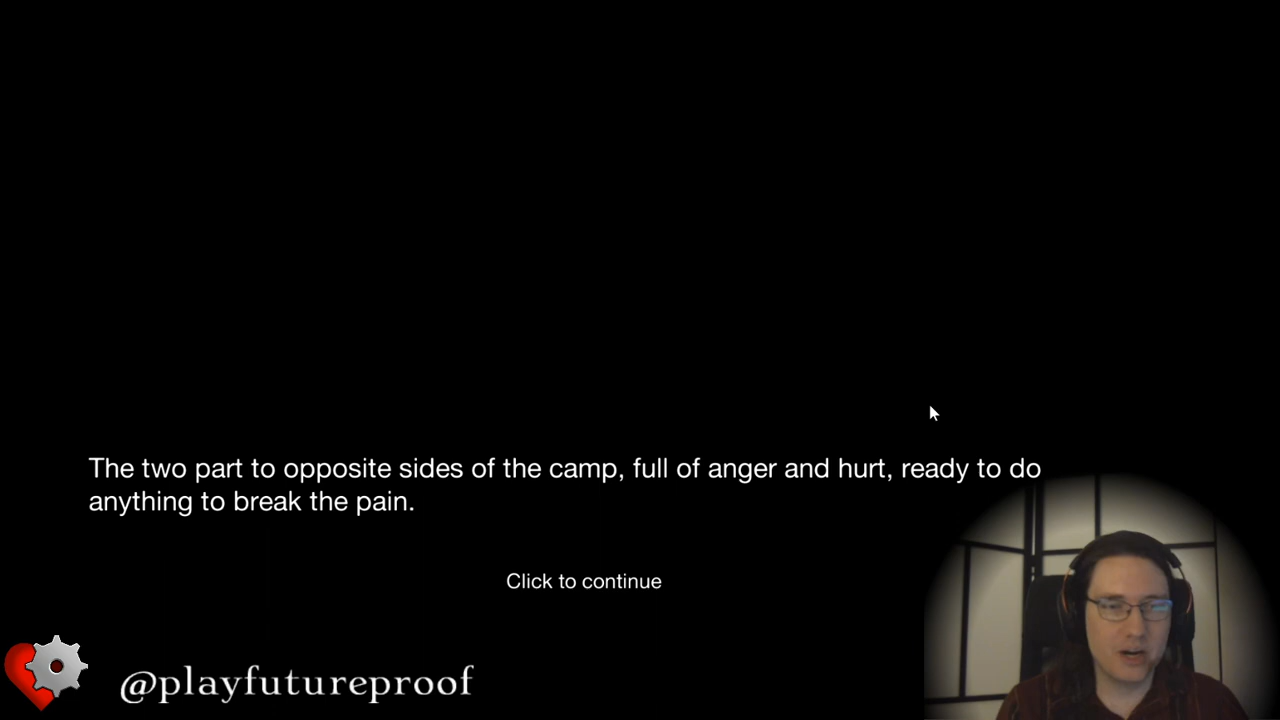 The two part to opposite sides of the camp, full of anger and hurt, ready to do
anything to break the pain.
Click to continue
@playfutureproof